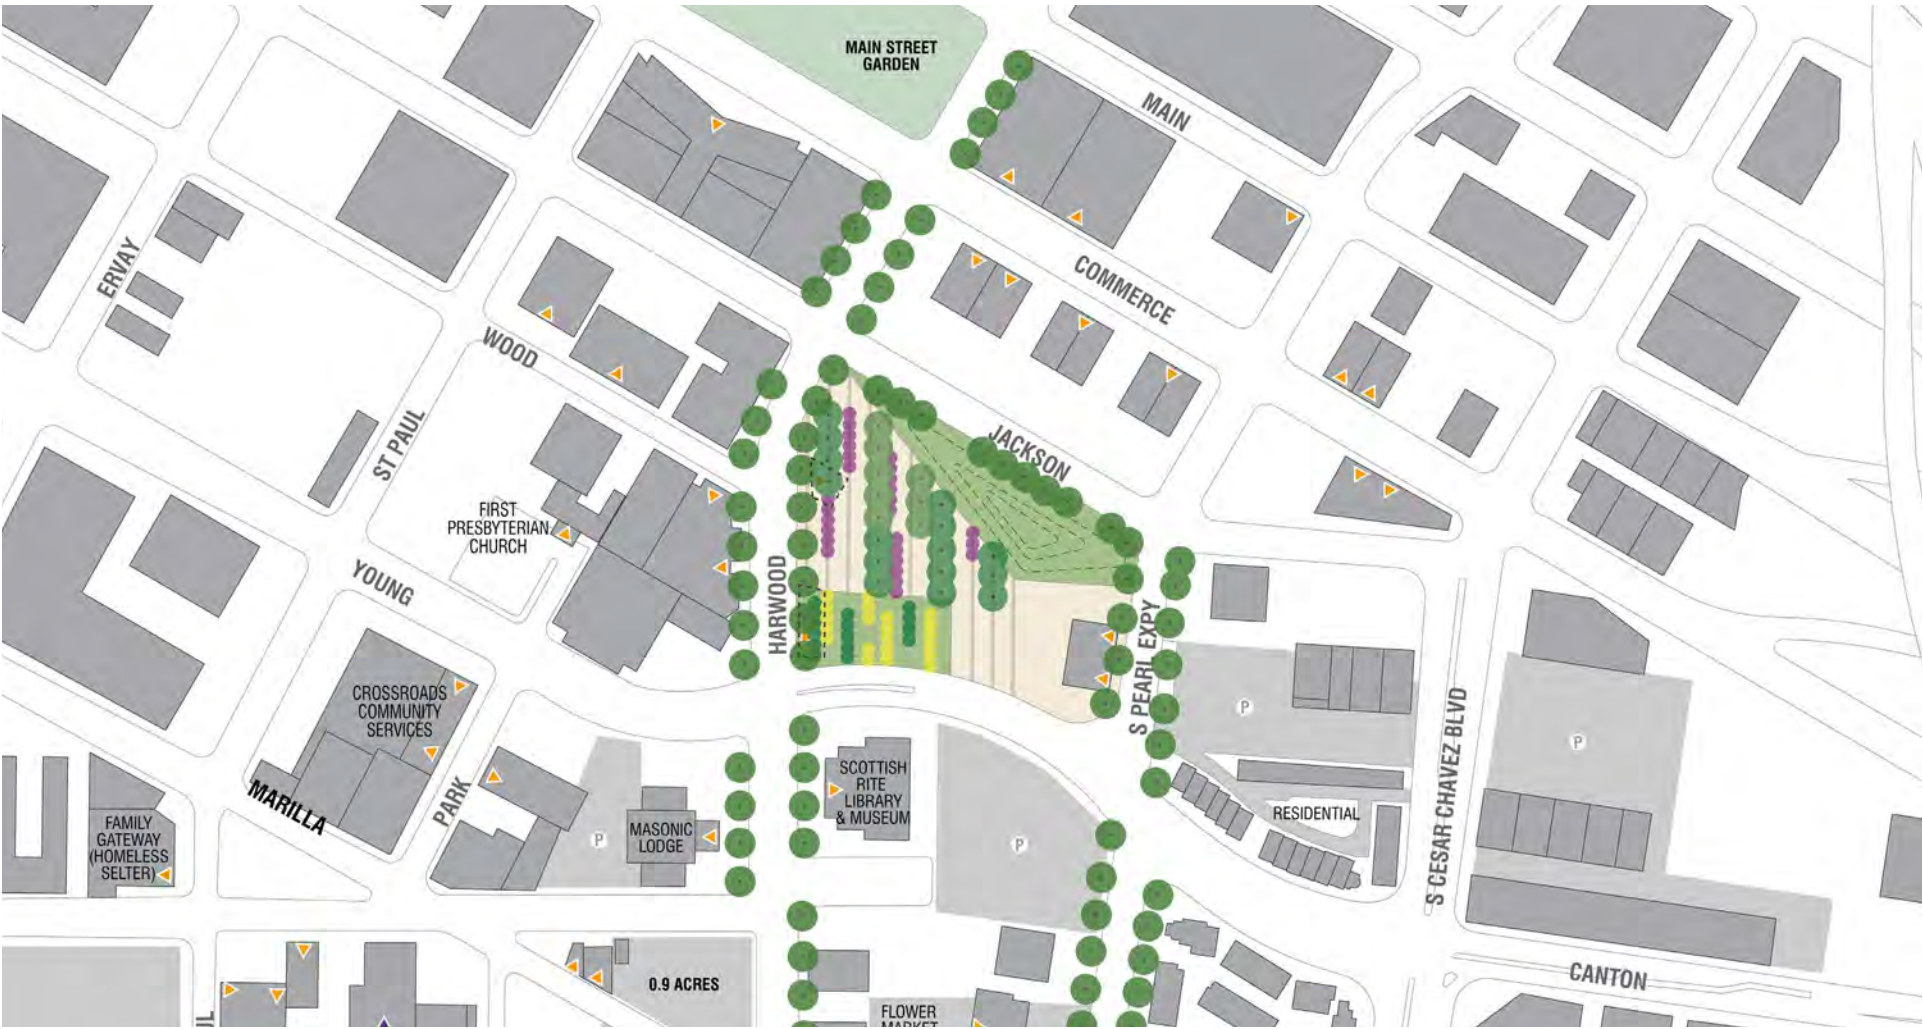 MAIN STREET
GARDEN
MAIN
COMMERCE
ERVAY
WOOD
ST PAUL
JACKSON
FIRST
PRESBYTERIAN
CHURCH
YOUNG
HARWOOD
S PEARL EXPY
CROSSROADS
COMMUNITY
SERVICES
P
P
S CESAR CHAVEZ BLVD
MARILLA
PARK
SCOTTISH
RITE
LIBRARY
& MUSEUM
RESIDENTIAL
FAMILY
GATEWAY
(HOMELESS
SELTER)
P
MASONIC
LODGE
P
0.9 ACRES
CANTON
FLOWER
MARKET
UL